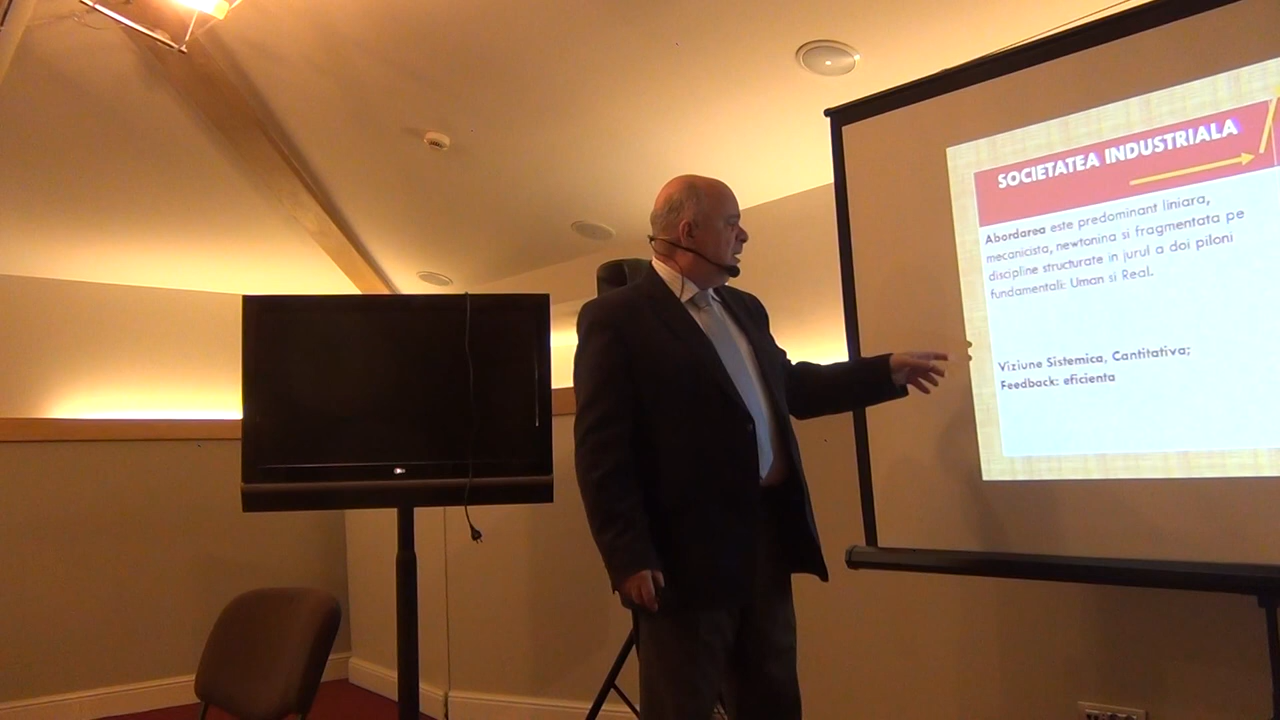 SOCIETATEA INDUSTRIALA
Abordarea este predominant liniara,
mecanicista, newtonina si fragmentata pe
discipline structurate in jurul a doi piloni
fundamentali: Uman si Real.
Viziune Sistemica, Cantitativa;
Feedback: eficienta